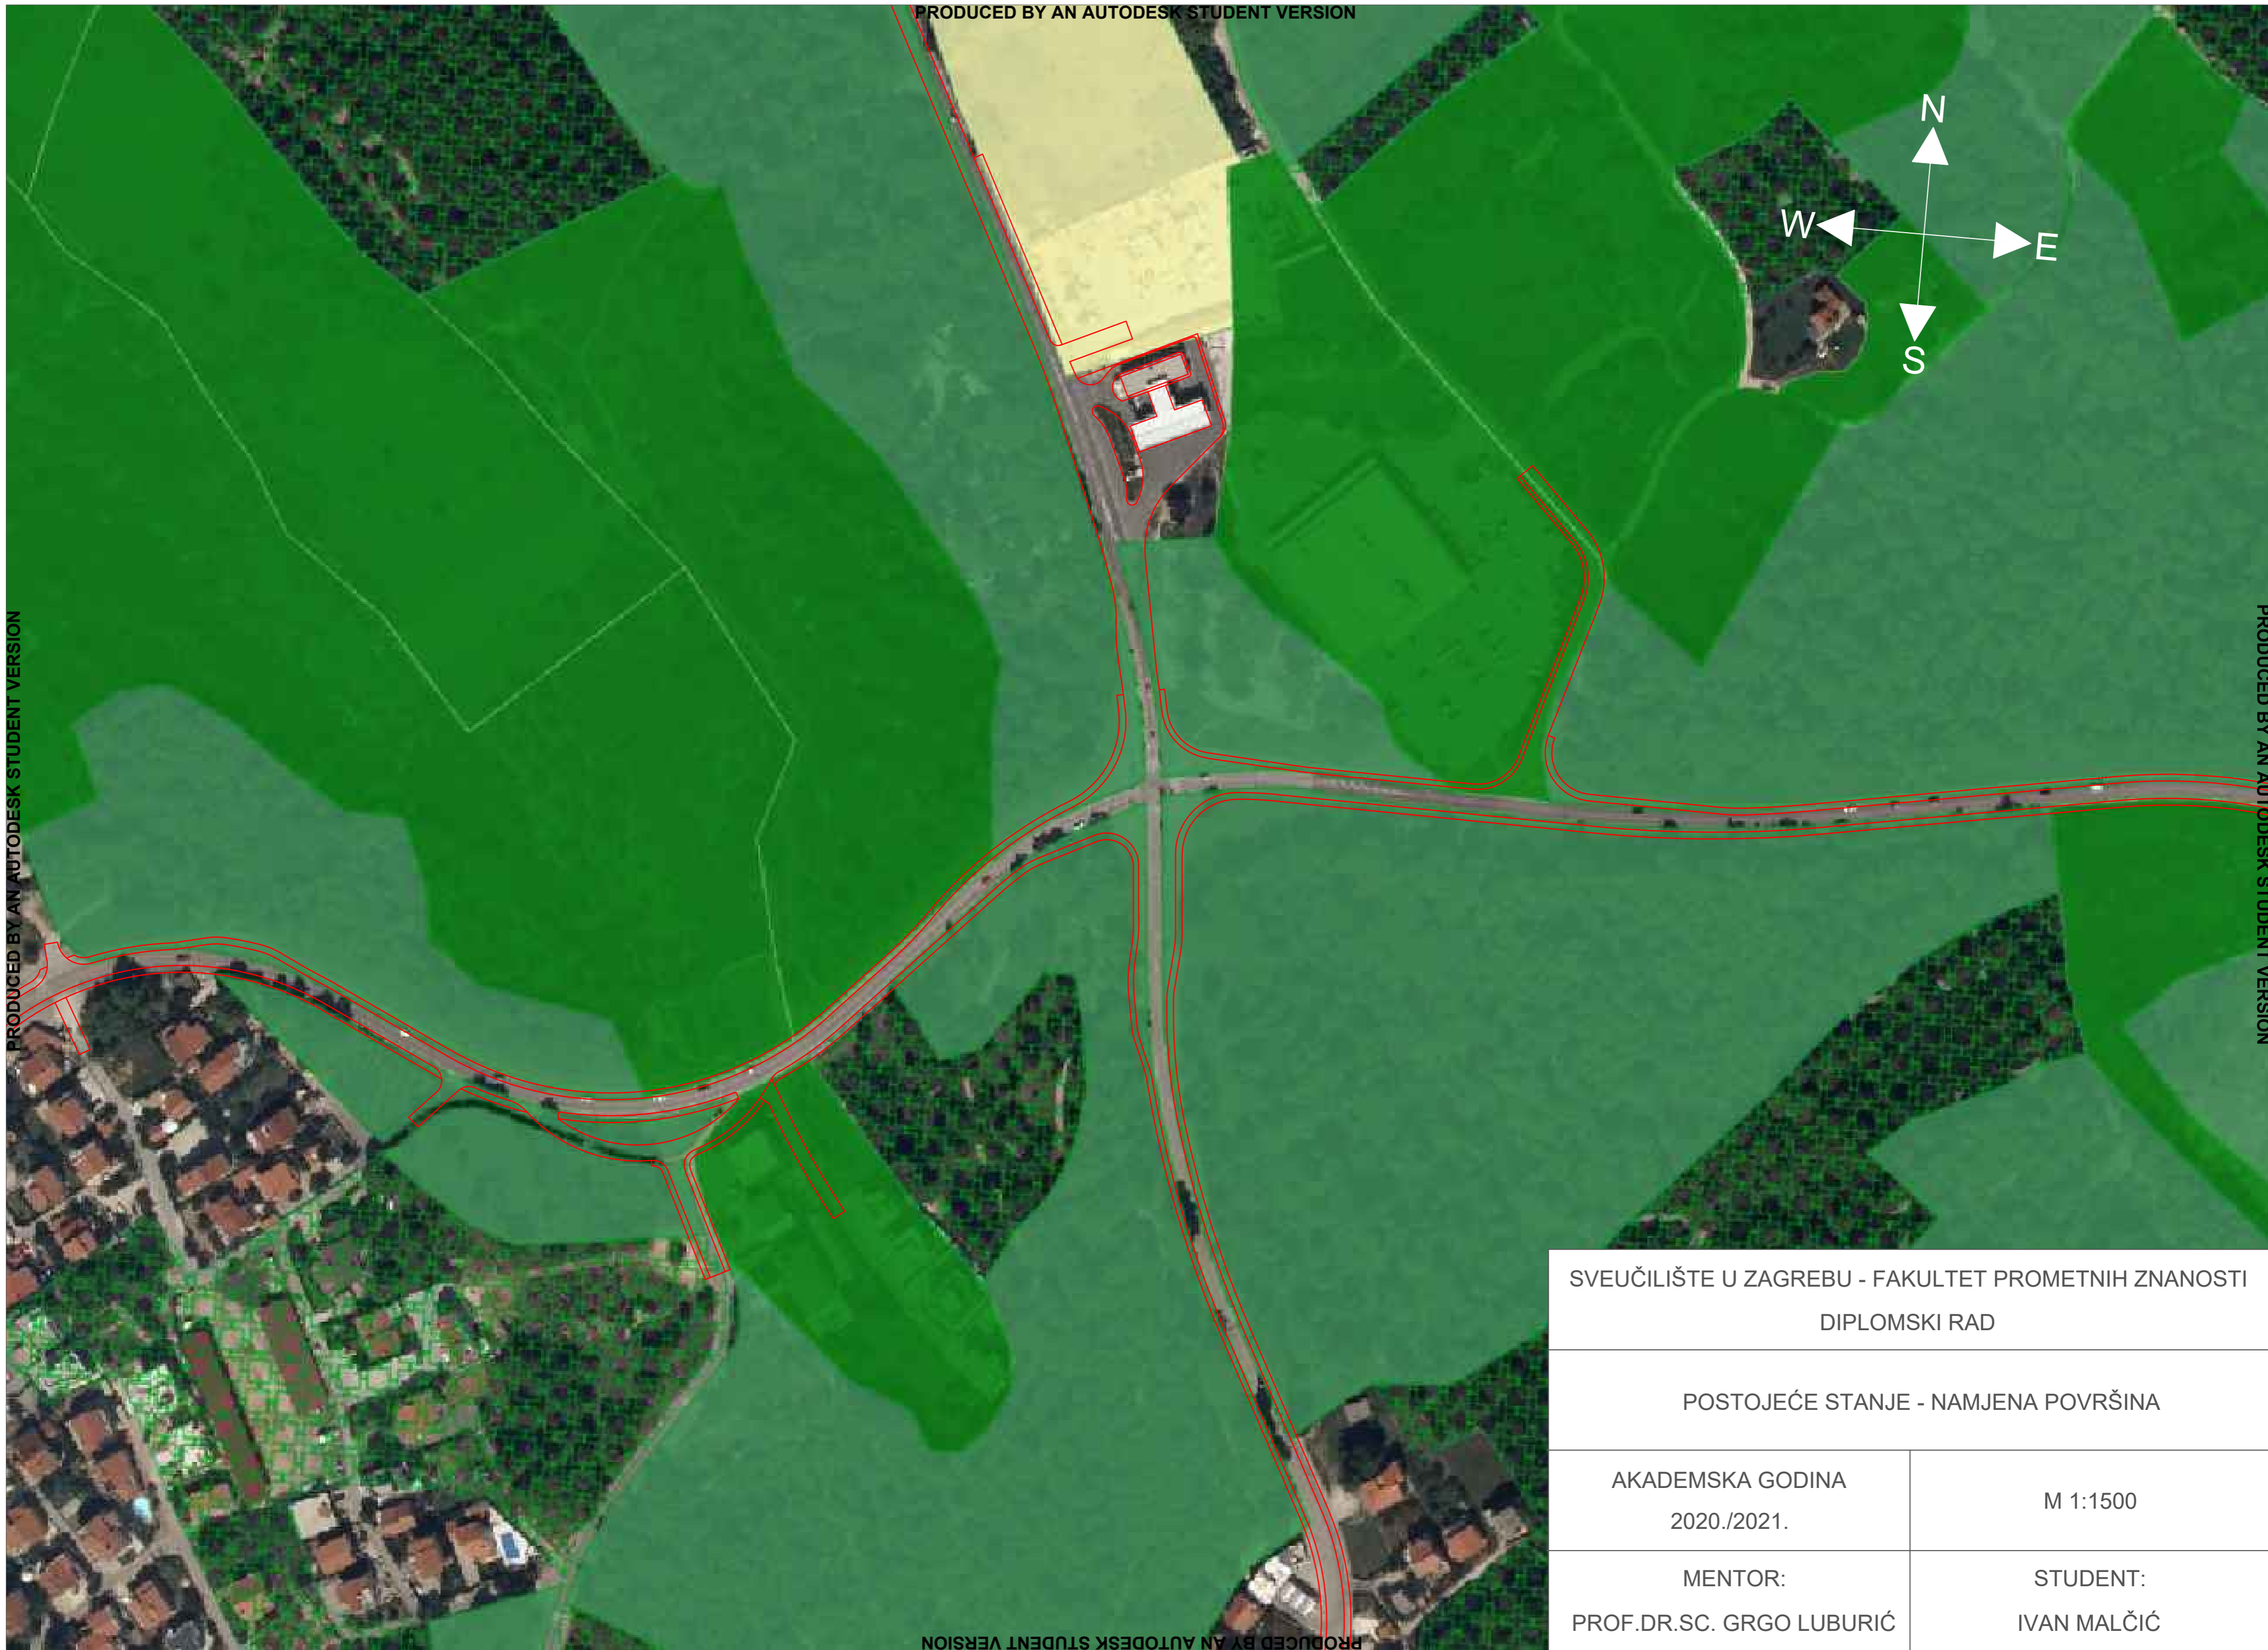 PRODUCED BY AN AUTODESK STUDENT VERSION
N
W
E
S
PRODUCED BY AN AUTODESK STUDENT VERSION
PRODUCED BY AN AUTODESK STUDENT VERSION
SVEUČILIŠTE U ZAGREBU - FAKULTET PROMETNIH ZNANOSTI
DIPLOMSKI RAD
POSTOJEĆE STANJE - NAMJENA POVRŠINA
AKADEMSKA GODINA
2020./2021.
M 1:1500
MENTOR:
PROF.DR.SC. GRGO LUBURIĆ
STUDENT:
IVAN MALČIĆ
PRODUCED BY AN AUTODESK STUDENT VERSION